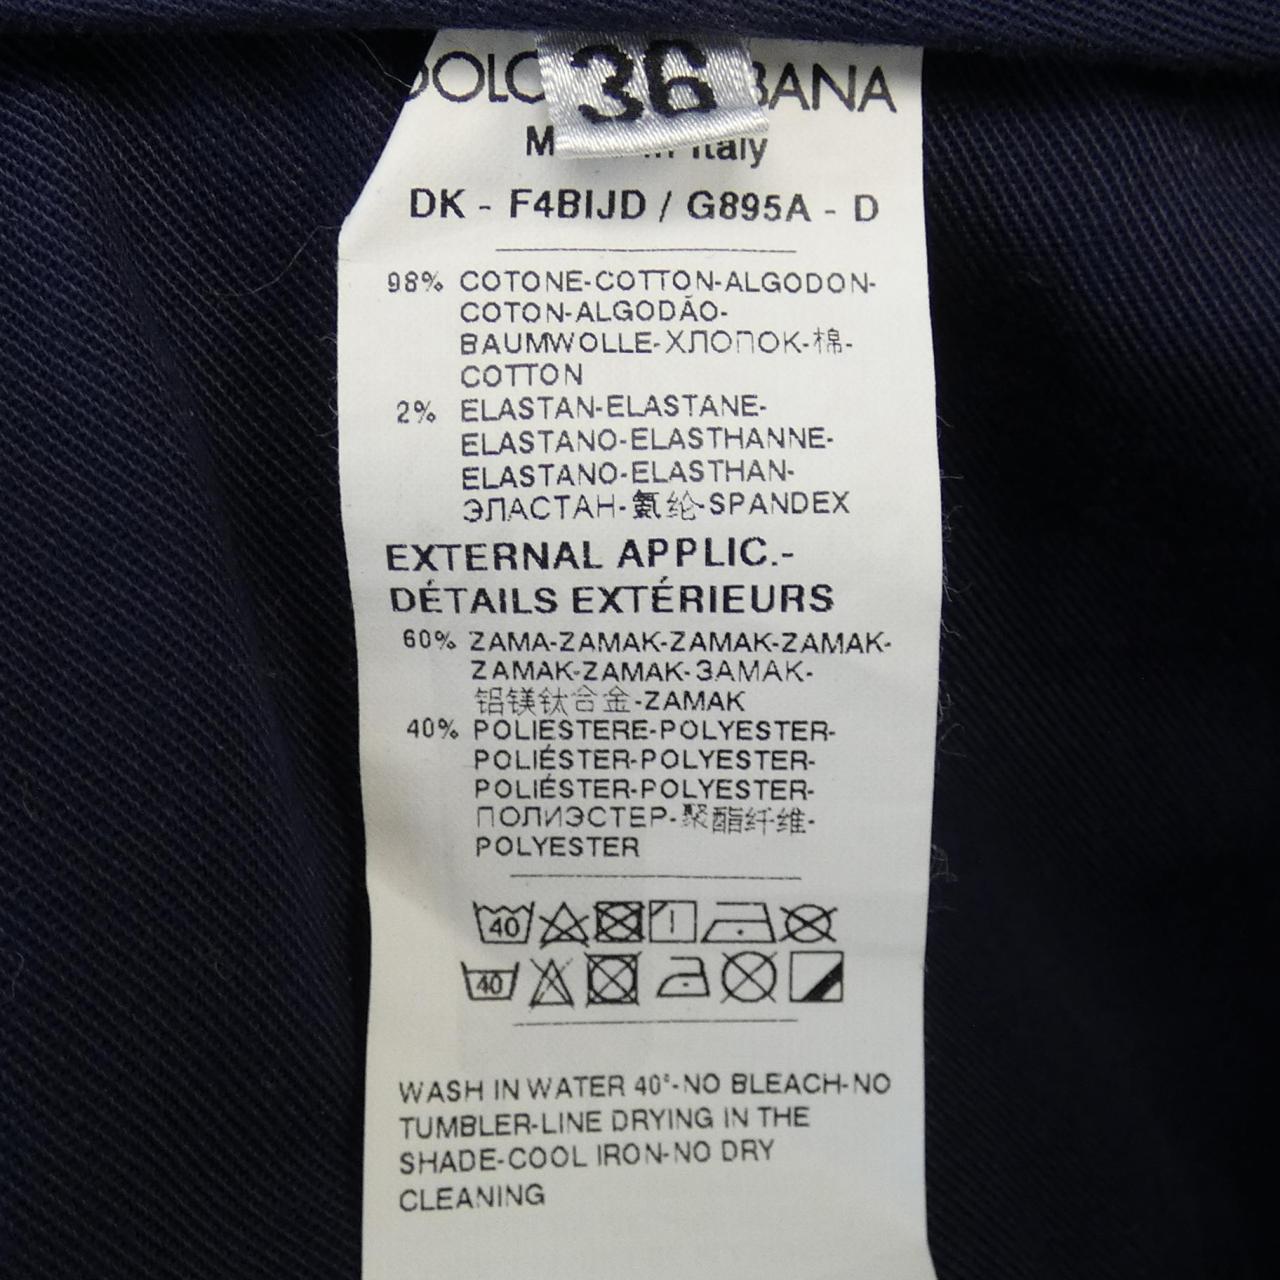 36
DOLC BANA
M in Italy
DK - F4BIJD / G895A - D
98% COTONE-COTTON-ALGODON-
COTON-ALGODÃO-
BAUMWOLLE-ХЛОПОК-棉-
COTTON
2% ELASTAN-ELASTANE-
ELASTANO-ELASTHANNE-
ELASTANO-ELASTHAN-
ЭЛАСТАН-氨纶-SPANDEX
EXTERNAL APPLIC.-
DÉTAILS EXTÉRIEURS
60% ZAMA-ZAMAK-ZAMAK-ZAMAK-
ZAMAK-ZAMAK-ЗАМАК-
铝镁钛合金-ZAMAK
40% POLIESTERE-POLYESTER-
POLIÉSTER-POLYESTER-
POLIÉSTER-POLYESTER-
ПОЛИЭСТЕР-聚酯纤维-
POLYESTER
40
40
WASH IN WATER 40°-NO BLEACH-NO
TUMBLER-LINE DRYING IN THE
SHADE-COOL IRON-NO DRY
CLEANING